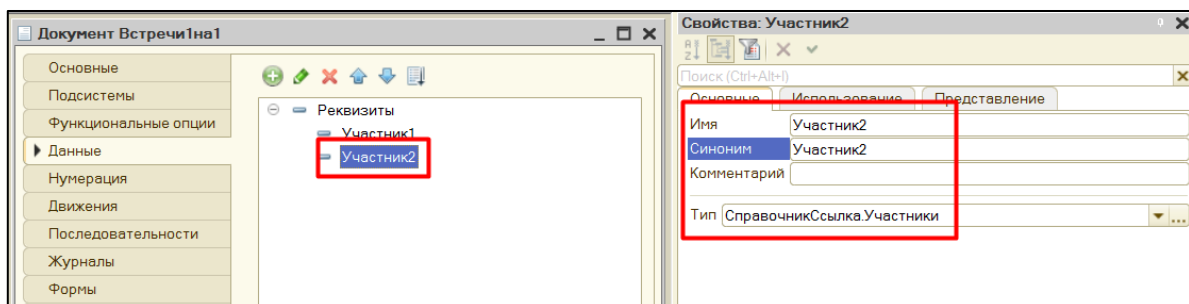 Документ Встречи1на1
Основные
Подсистемы
Функциональные опции
Данные
Нумерация
Движения
Последовательности
Журналы
Формы
Реквизиты
Участник1
Участник2
Свойства: Участник2
Поиск (Ctrl+Alt+I)
Основные Использование Представление
Имя Участник2
Синоним Участник2
Комментарий
Тип СправочникСсылка.Участники